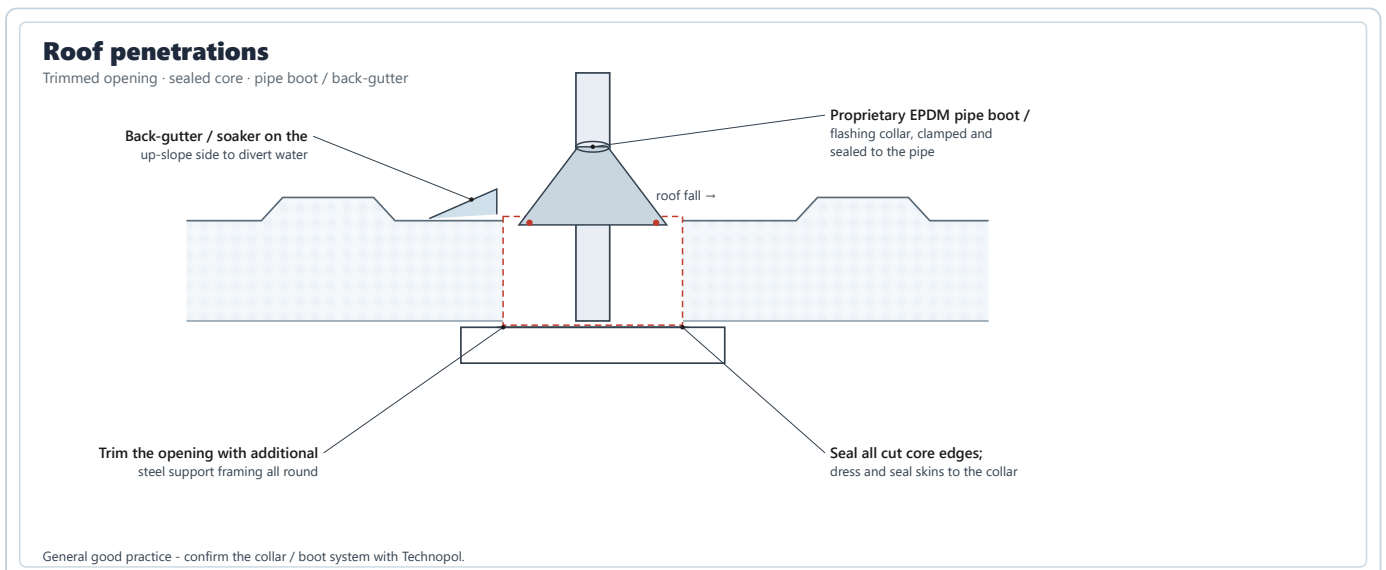 Roof penetrations
Trimmed opening · sealed core · pipe boot / back-gutter
Proprietary EPDM pipe boot /
flashing collar, clamped and
sealed to the pipe
Back-gutter / soaker on the
up-slope side to divert water
roof fall →
Trim the opening with additional
steel support framing all round
Seal all cut core edges;
dress and seal skins to the collar
General good practice - confirm the collar / boot system with Technopol.